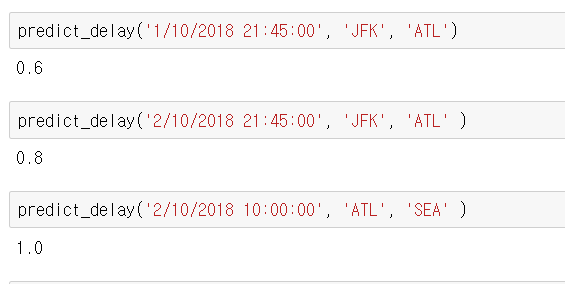 predict_delay('1/10/2018 21:45:00', 'JFK', 'ATL')
0.6
predict_delay('2/10/2018 21:45:00', 'JFK', 'ATL' )
0.8
predict_delay('2/10/2018 10:00:00', 'ATL', 'SEA' )
1.0